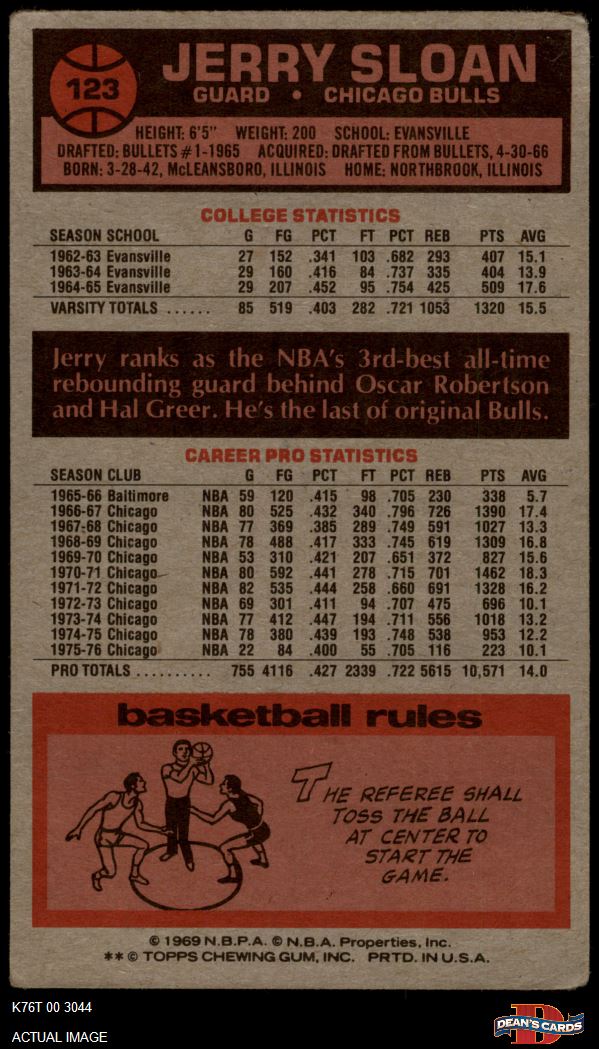 123
JERRY SLOAN
GUARD • CHICAGO BULLS
HEIGHT: 6'5" WEIGHT: 200 SCHOOL: EVANSVILLE
DRAFTED: BULLETS #1-1965 ACQUIRED: DRAFTED FROM BULLETS, 4-30-66
BORN: 3-28-42, McLEANSBORO, ILLINOIS HOME: NORTHBROOK, ILLINOIS
COLLEGE STATISTICS
SEASON SCHOOL G FG PCT FT PCT REB PTS AVG
1962-63 Evansville 27 152 .341 103 .682 293 407 15.1
1963-64 Evansville 29 160 .416 84 .737 335 404 13.9
1964-65 Evansville 29 207 .452 95 .754 425 509 17.6
VARSITY TOTALS ...... 85 519 .403 282 .721 1053 1320 15.5
Jerry ranks as the NBA's 3rd-best all-time
rebounding guard behind Oscar Robertson
and Hal Greer. He's the last of original Bulls.
CAREER PRO STATISTICS
SEASON CLUB G FG PCT FT PCT REB PTS AVG
1965-66 Baltimore NBA 59 120 .415 98 .705 230 338 5.7
1966-67 Chicago NBA 80 525 .432 340 .796 726 1390 17.4
1967-68 Chicago NBA 77 369 .385 289 .749 591 1027 13.3
1968-69 Chicago NBA 78 488 .417 333 .745 619 1309 16.8
1969-70 Chicago NBA 53 310 .421 207 .651 372 827 15.6
1970-71 Chicago NBA 80 592 .441 278 .715 701 1462 18.3
1971-72 Chicago NBA 82 535 .444 258 .660 691 1328 16.2
1972-73 Chicago NBA 69 301 .411 94 .707 475 696 10.1
1973-74 Chicago NBA 77 412 .447 194 .711 556 1018 13.2
1974-75 Chicago NBA 78 380 .439 193 .748 538 953 12.2
1975-76 Chicago NBA 22 84 .400 55 .705 116 223 10.1
PRO TOTALS .......... 755 4116 .427 2339 .722 5615 10,571 14.0
basketball rules
THE REFEREE SHALL
TOSS THE BALL
AT CENTER TO
START THE
GAME.
© 1969 N.B.P.A. © N.B.A. Properties, Inc.
** © TOPPS CHEWING GUM, INC. PRTD. IN U.S.A.
K76T 00 3044
ACTUAL IMAGE
D
DEAN'S CARDS